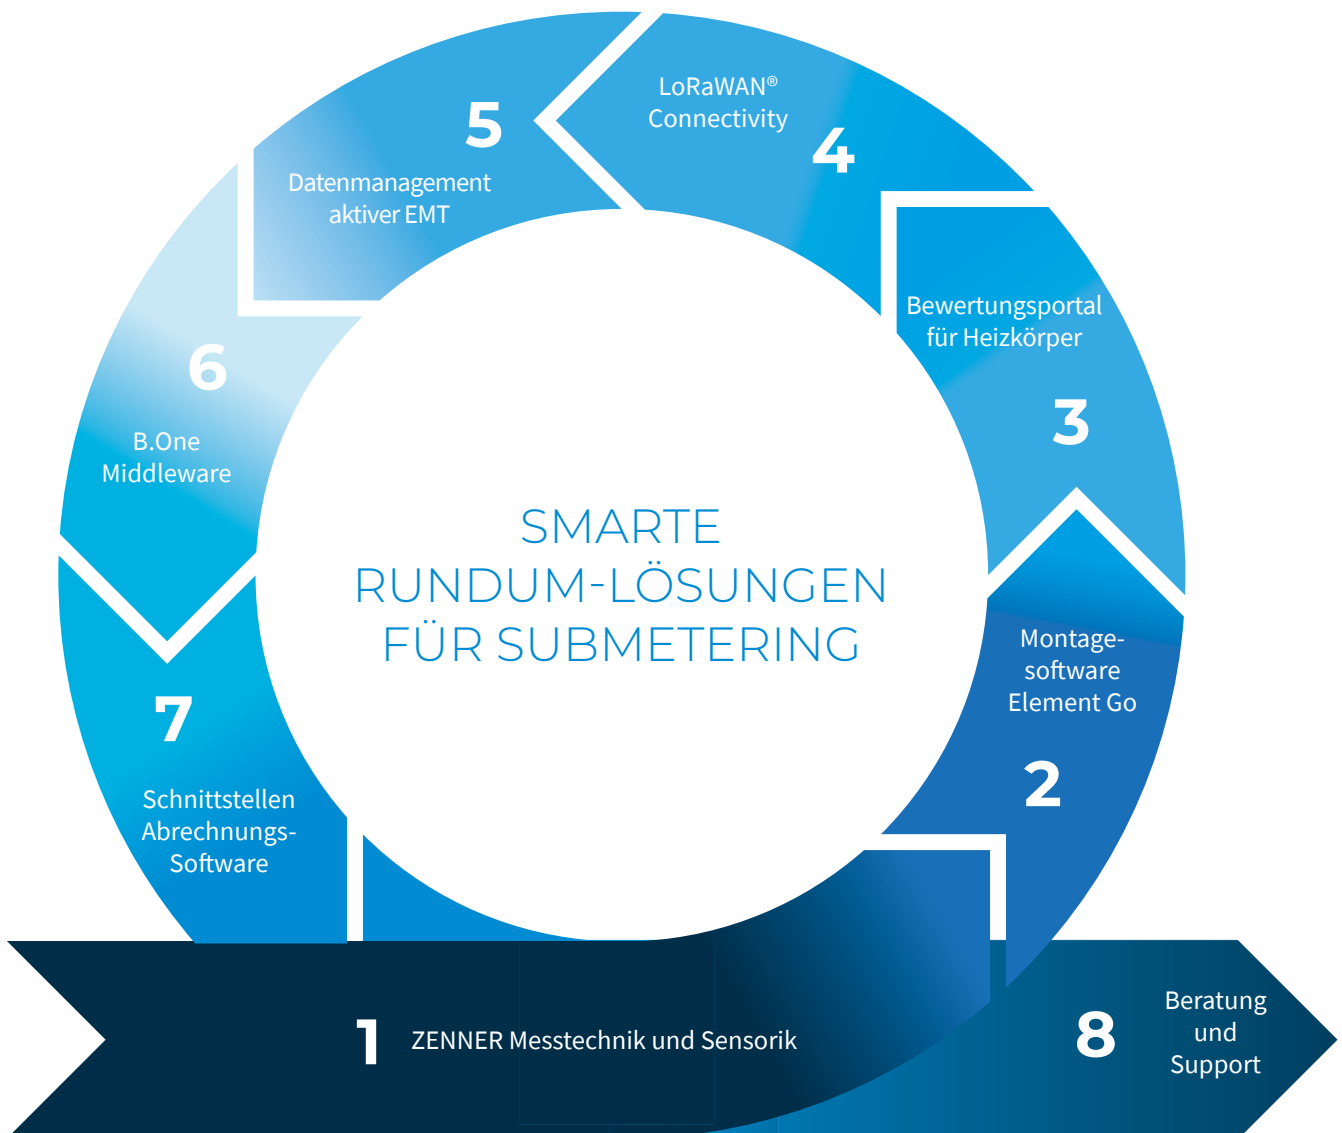 SMARTE
RUNDUM-LÖSUNGEN
FÜR SUBMETERING
1
ZENNER Messtechnik und Sensorik
2
Montage-
software
Element Go
3
Bewertungsportal
für Heizkörper
4
LoRaWAN®
Connectivity
5
Datenmanagement
aktiver EMT
6
B.One
Middleware
7
Schnittstellen
Abrechnungs-
Software
8
Beratung
und
Support